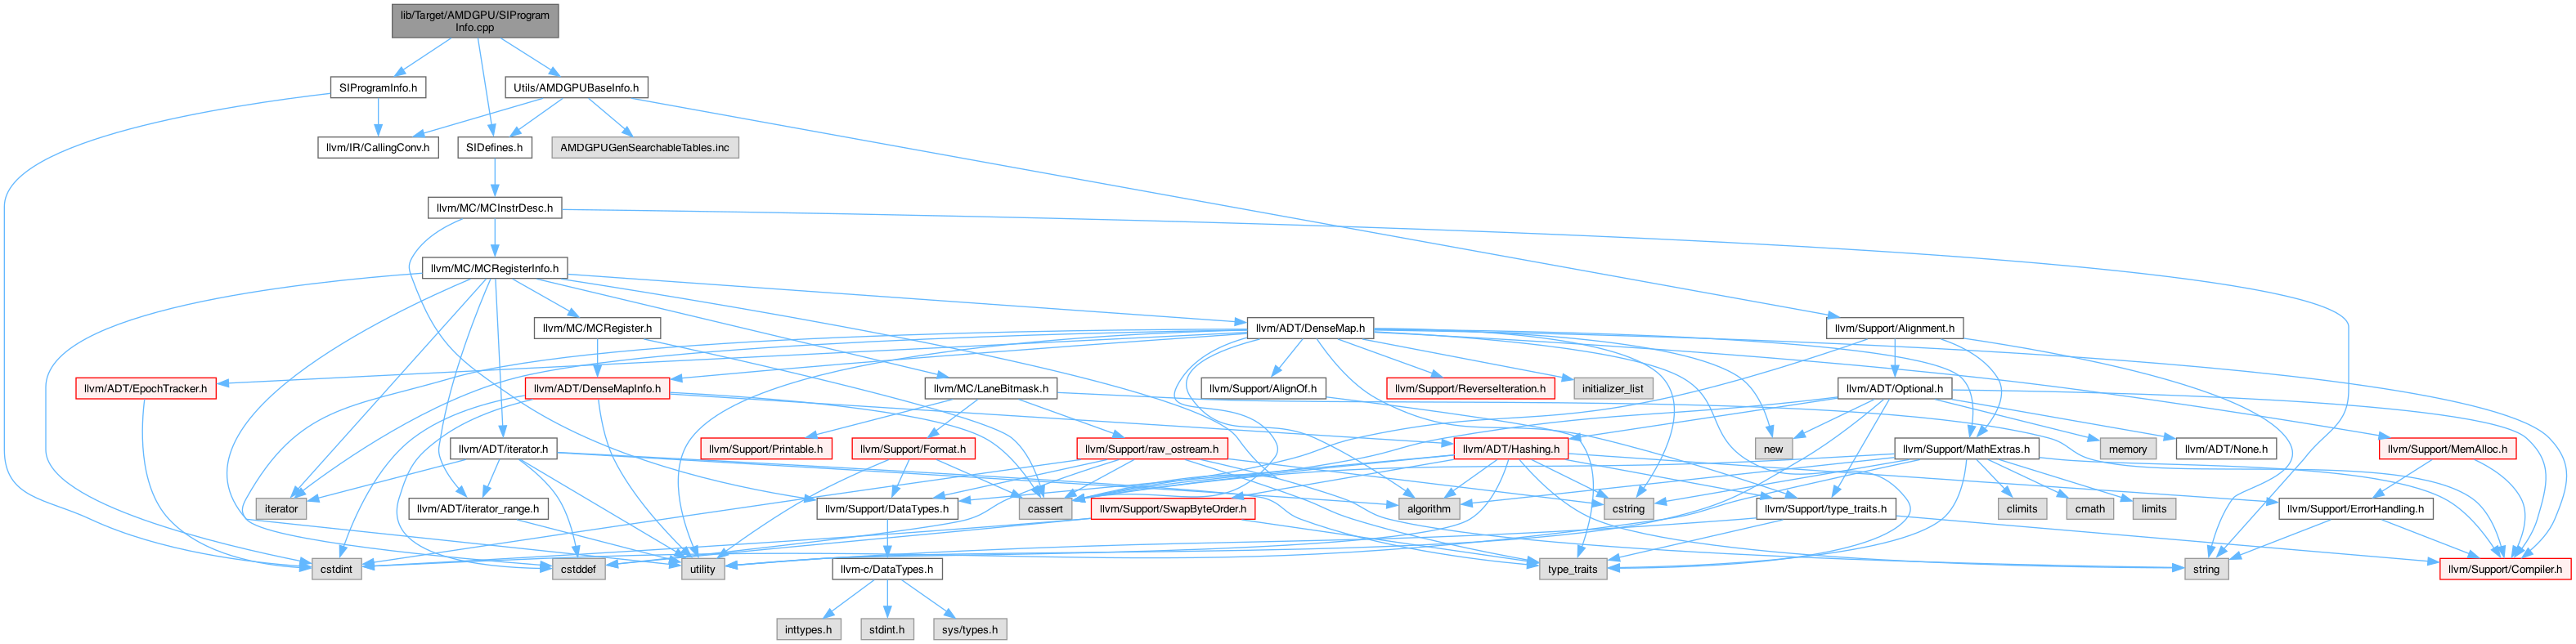 lib/Target/AMDGPU/SIProgram
Info.cpp
SIProgramInfo.h
Utils/AMDGPUBaseInfo.h
llvm/IR/CallingConv.h
SIDefines.h
AMDGPUGenSearchableTables.inc
llvm/MC/MCInstrDesc.h
llvm/MC/MCRegisterInfo.h
llvm/MC/MCRegister.h
llvm/ADT/DenseMap.h
llvm/Support/Alignment.h
llvm/ADT/EpochTracker.h
llvm/ADT/DenseMapInfo.h
llvm/MC/LaneBitmask.h
llvm/Support/AlignOf.h
llvm/Support/ReverseIteration.h
initializer_list
llvm/ADT/Optional.h
llvm/ADT/iterator.h
llvm/Support/Printable.h
llvm/Support/Format.h
llvm/Support/raw_ostream.h
llvm/ADT/Hashing.h
new
llvm/Support/MathExtras.h
memory
llvm/ADT/None.h
llvm/Support/MemAlloc.h
iterator
llvm/ADT/iterator_range.h
llvm/Support/DataTypes.h
cassert
llvm/Support/SwapByteOrder.h
algorithm
cstring
llvm/Support/type_traits.h
climits
cmath
limits
llvm/Support/ErrorHandling.h
cstdint
cstddef
utility
llvm-c/DataTypes.h
type_traits
string
llvm/Support/Compiler.h
inttypes.h
stdint.h
sys/types.h